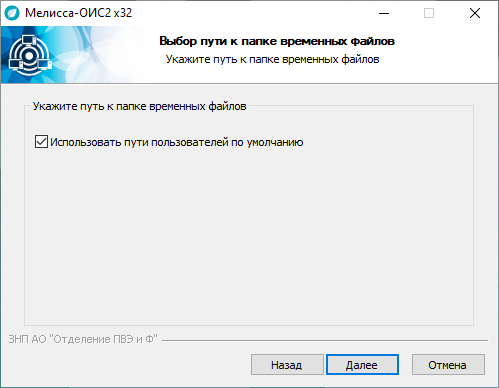 Мелисса-ОИС2 x32
Выбор пути к папке временных файлов
Укажите путь к папке временных файлов
Укажите путь к папке временных файлов
Использовать пути пользователей по умолчанию
ЗНП АО "Отделение ПВЭ и Ф"
Назад
Далее
Отмена